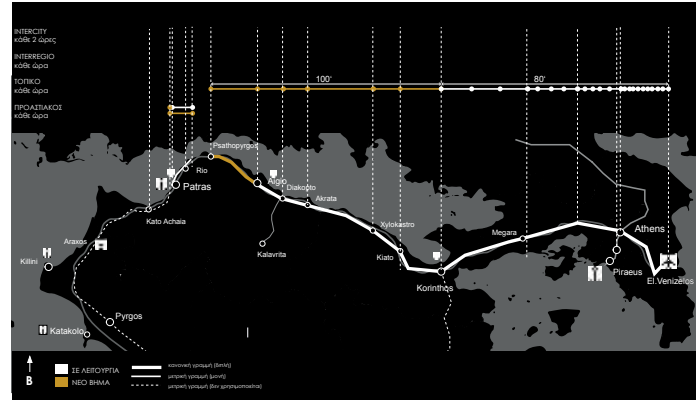 INTERCITY
κάθε 2 ώρες
INTERREGIO
κάθε ώρα
ΤΟΠΙΚΟ
κάθε ώρα
ΠΡΟΑΣΤΙΑΚΟΣ
κάθε ώρα
100'
80'
Psathopyrgos
Rio
Patras
Aigio
Diakopto
Akrata
Kato Achaia
Xylokastro
Megara
Athens
Araxos
Kalavrita
Kiato
Killini
Korinthos
Piraeus
El.Venizelos
Pyrgos
Katakolo
B
ΣΕ ΛΕΙΤΟΥΡΓΙΑ
ΝΕΟ ΒΗΜΑ
κανονική γραμμή (διπλή)
μετρική γραμμή (μονή)
μετρική γραμμή (δεν χρησιμοποιείται)